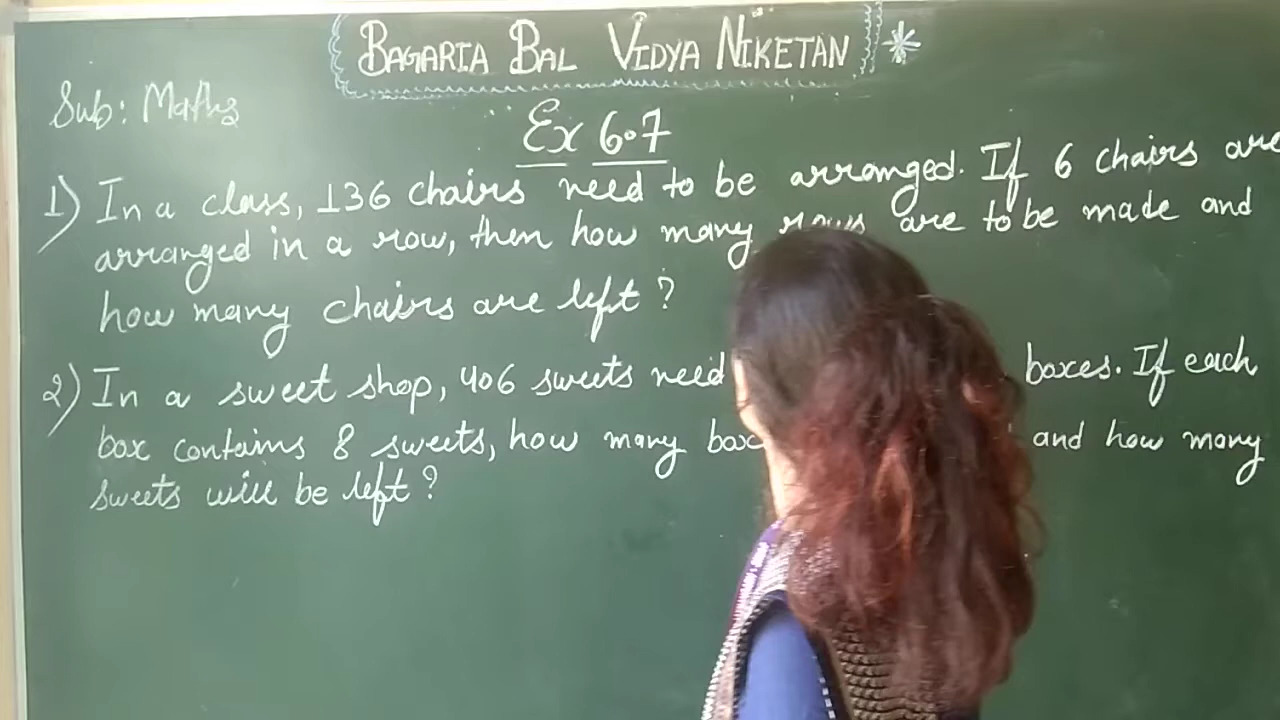 BAGARIA BAL VIDYA NIKETAN
Sub: Maths
Ex 6.7
1) In a class, 136 chairs need to be arranged. If 6 chairs are
arranged in a row, then how many rows are to be made and
how many chairs are left?
2) In a sweet shop, 406 sweets need boxes. If each
box contains 8 sweets, how many and how many
sweets will be left?